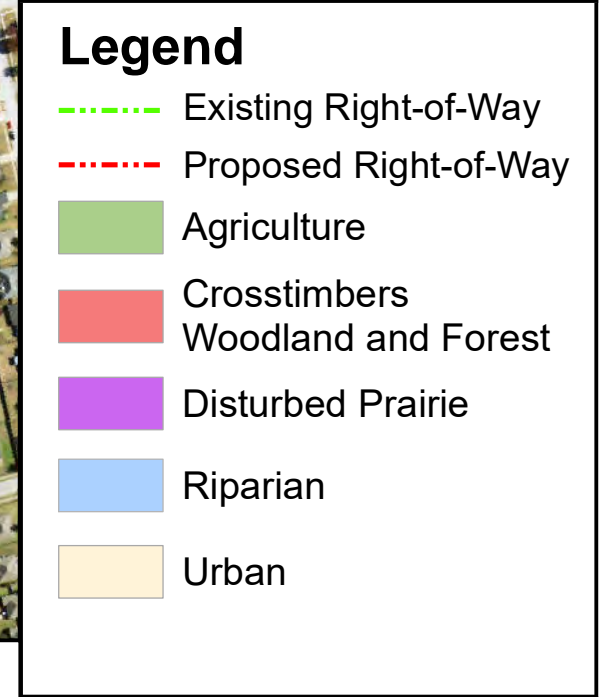 Legend
Existing Right-of-Way
Proposed Right-of-Way
Agriculture
Crosstimbers
Woodland and Forest
Disturbed Prairie
Riparian
Urban